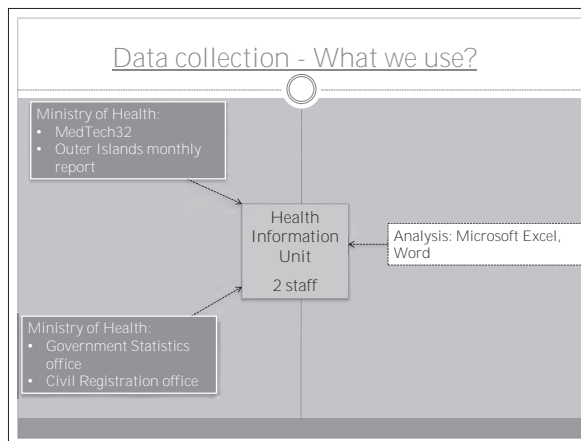 Data collection - What we use?
Ministry of Health:
• MedTech32
• Outer Islands monthly
report
Health
Information
Unit
2 staff
Analysis: Microsoft Excel,
Word
Ministry of Health:
• Government Statistics
office
• Civil Registration office